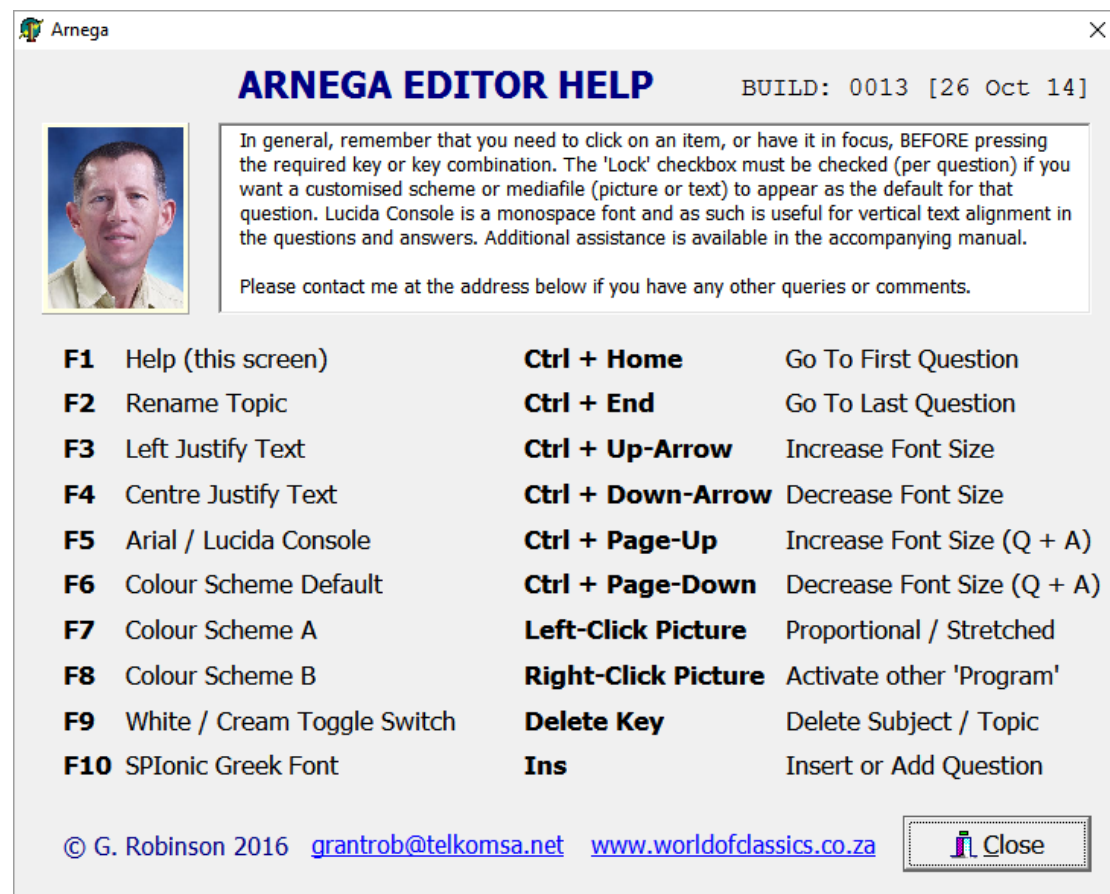 Arnega
ARNEGA EDITOR HELP BUILD: 0013 [26 Oct 14]
In general, remember that you need to click on an item, or have it in focus, BEFORE pressing
the required key or key combination. The 'Lock' checkbox must be checked (per question) if you
want a customised scheme or mediafile (picture or text) to appear as the default for that
question. Lucida Console is a monospace font and as such is useful for vertical text alignment in
the questions and answers. Additional assistance is available in the accompanying manual.
Please contact me at the address below if you have any other queries or comments.
F1 Help (this screen) Ctrl + Home Go To First Question
F2 Rename Topic Ctrl + End Go To Last Question
F3 Left Justify Text Ctrl + Up-Arrow Increase Font Size
F4 Centre Justify Text Ctrl + Down-Arrow Decrease Font Size
F5 Arial / Lucida Console Ctrl + Page-Up Increase Font Size (Q + A)
F6 Colour Scheme Default Ctrl + Page-Down Decrease Font Size (Q + A)
F7 Colour Scheme A Left-Click Picture Proportional / Stretched
F8 Colour Scheme B Right-Click Picture Activate other 'Program'
F9 White / Cream Toggle Switch Delete Key Delete Subject / Topic
F10 SPIonic Greek Font Ins Insert or Add Question
© G. Robinson 2016 grantrob@telkomsa.net www.worldofclassics.co.za Close